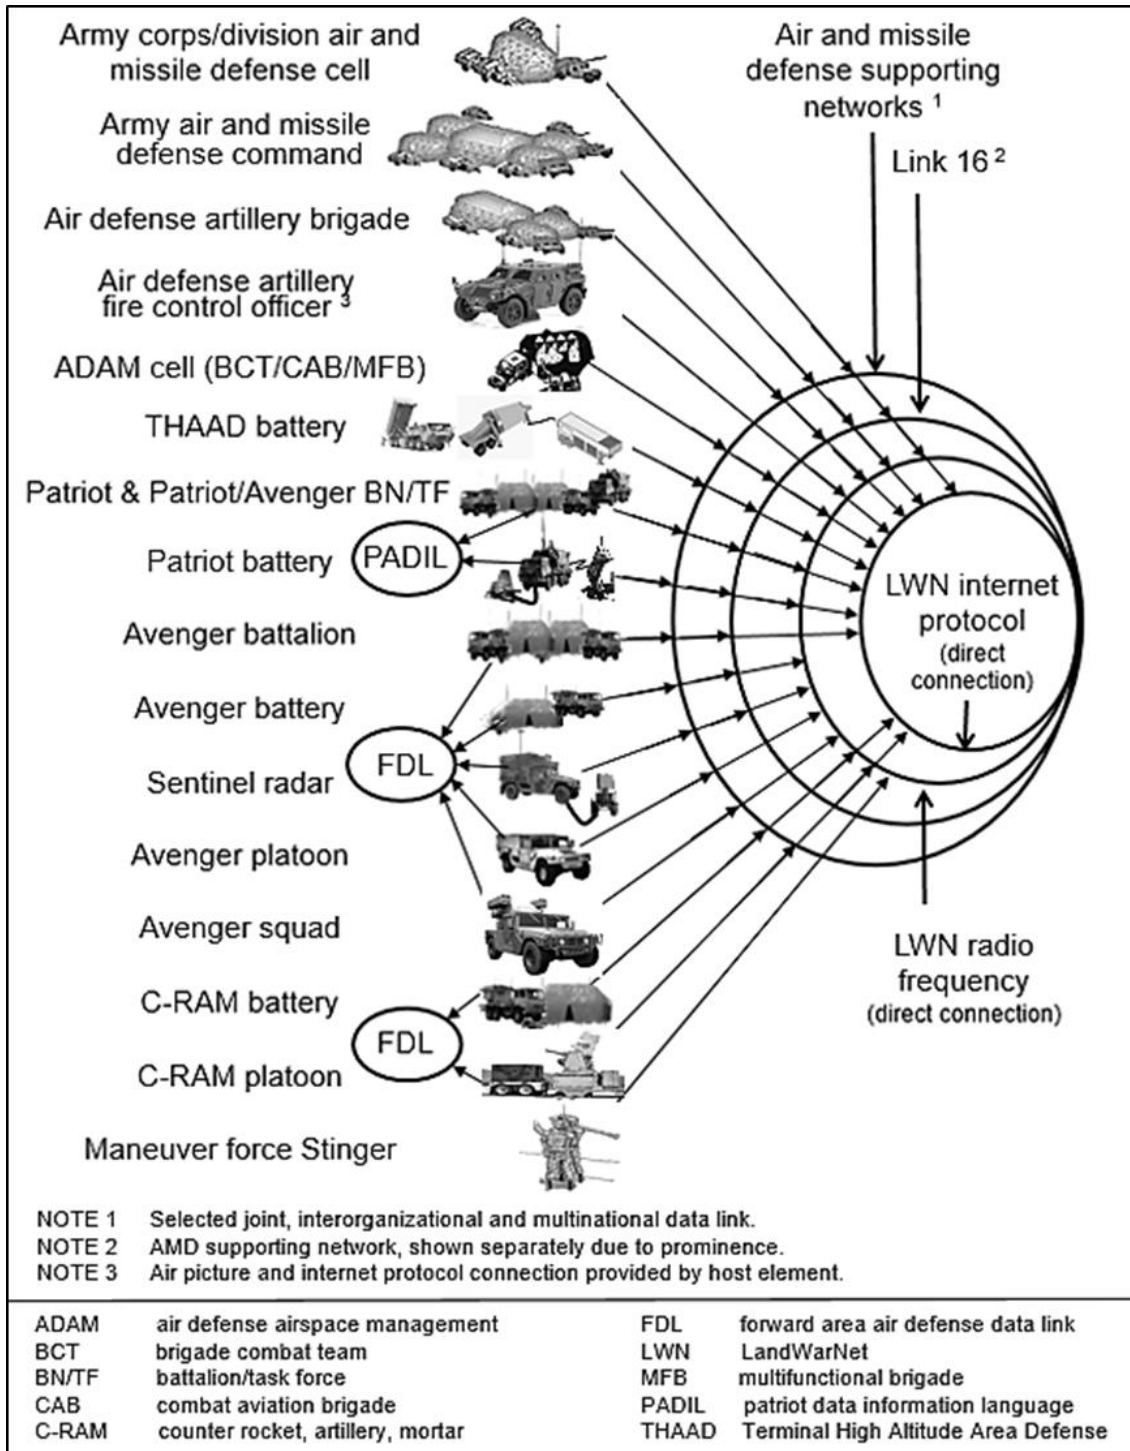 Army corps/division air and
missile defense cell
Air and missile
defense supporting
networks 1
Army air and missile
defense command
Link 16 2
Air defense artillery brigade
Air defense artillery
fire control officer 3
ADAM cell (BCT/CAB/MFB)
THAAD battery
Patriot & Patriot/Avenger BN/TF
PADIL
Patriot battery
LWN internet
protocol
(direct
connection)
Avenger battalion
Avenger battery
FDL
Sentinel radar
Avenger platoon
Avenger squad
LWN radio
frequency
(direct connection)
C-RAM battery
FDL
C-RAM platoon
Maneuver force Stinger
NOTE 1 Selected joint, interorganizational and multinational data link.
NOTE 2 AMD supporting network, shown separately due to prominence.
NOTE 3 Air picture and internet protocol connection provided by host element.
ADAM air defense airspace management
BCT brigade combat team
BN/TF battalion/task force
CAB combat aviation brigade
C-RAM counter rocket, artillery, mortar
FDL forward area air defense data link
LWN LandWarNet
MFB multifunctional brigade
PADIL patriot data information language
THAAD Terminal High Altitude Area Defense